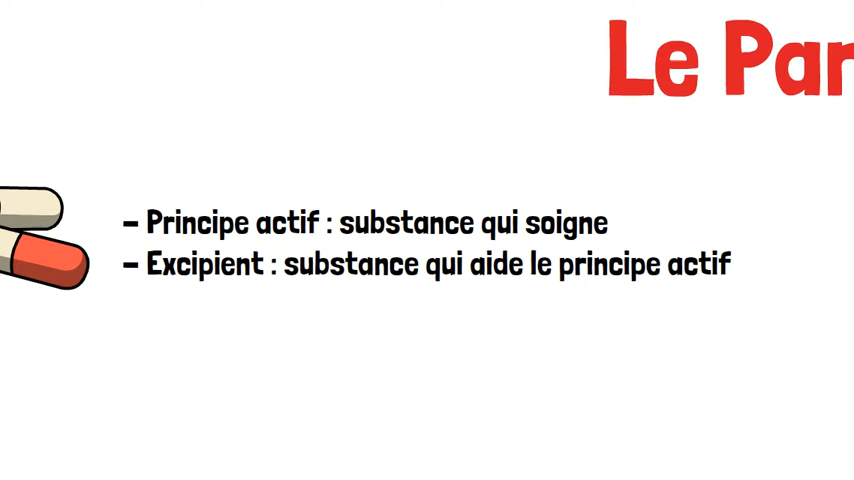 Le Par
– Principe actif : substance qui soigne
– Excipient : substance qui aide le principe actif